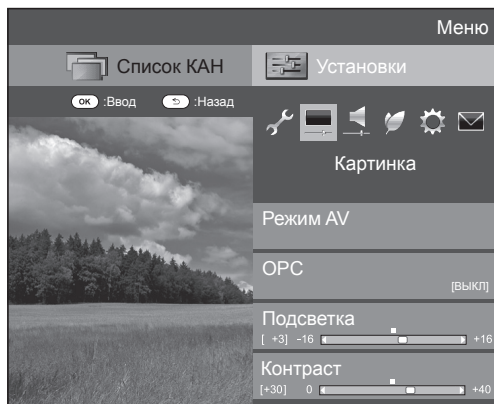 Меню
Список КАН
Установки
OK :Ввод :Назад
Картинка
Режим AV
OPC
[ВЫКЛ]
Подсветка
[ +3] -16 +16
Контраст
[+30] 0 +40